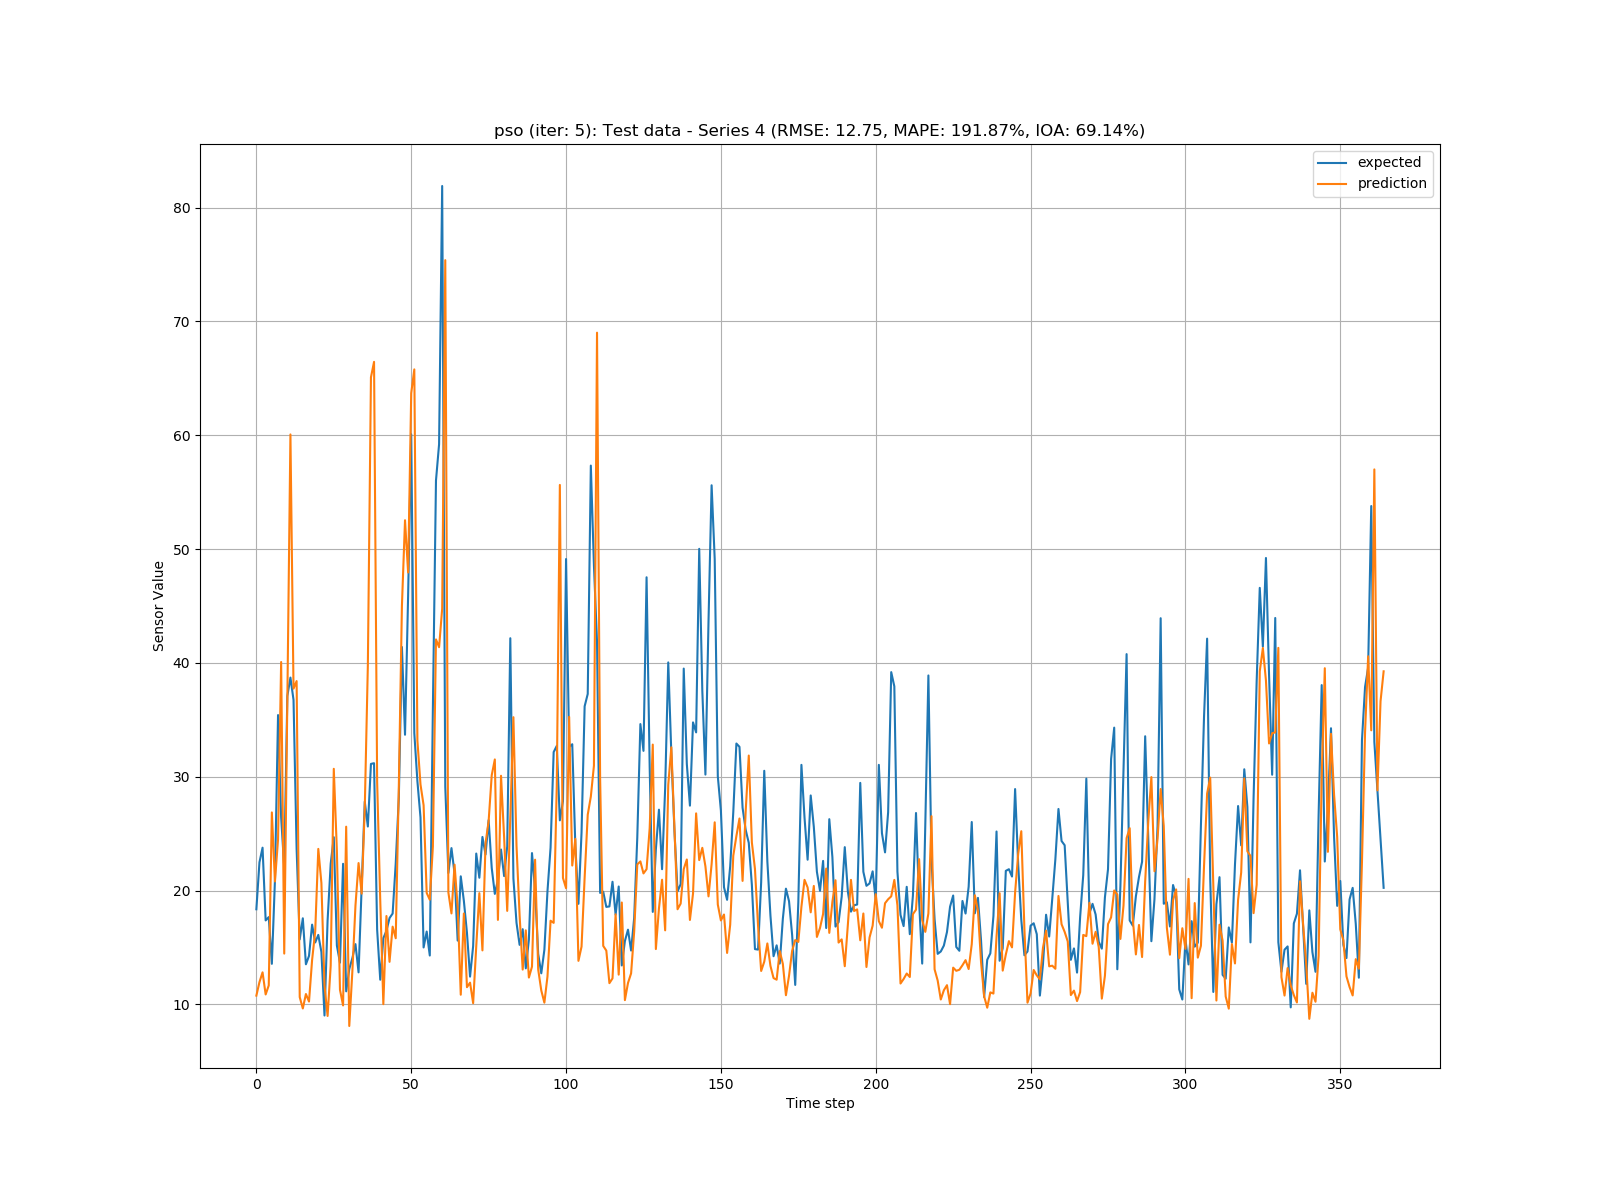 pso (iter: 5): Test data - Series 4 (RMSE: 12.75, MAPE: 191.87%, IOA: 69.14%)
expected
prediction
80
70
60
50
40
30
20
10
Sensor Value
0 50 100 150 200 250 300 350
Time step